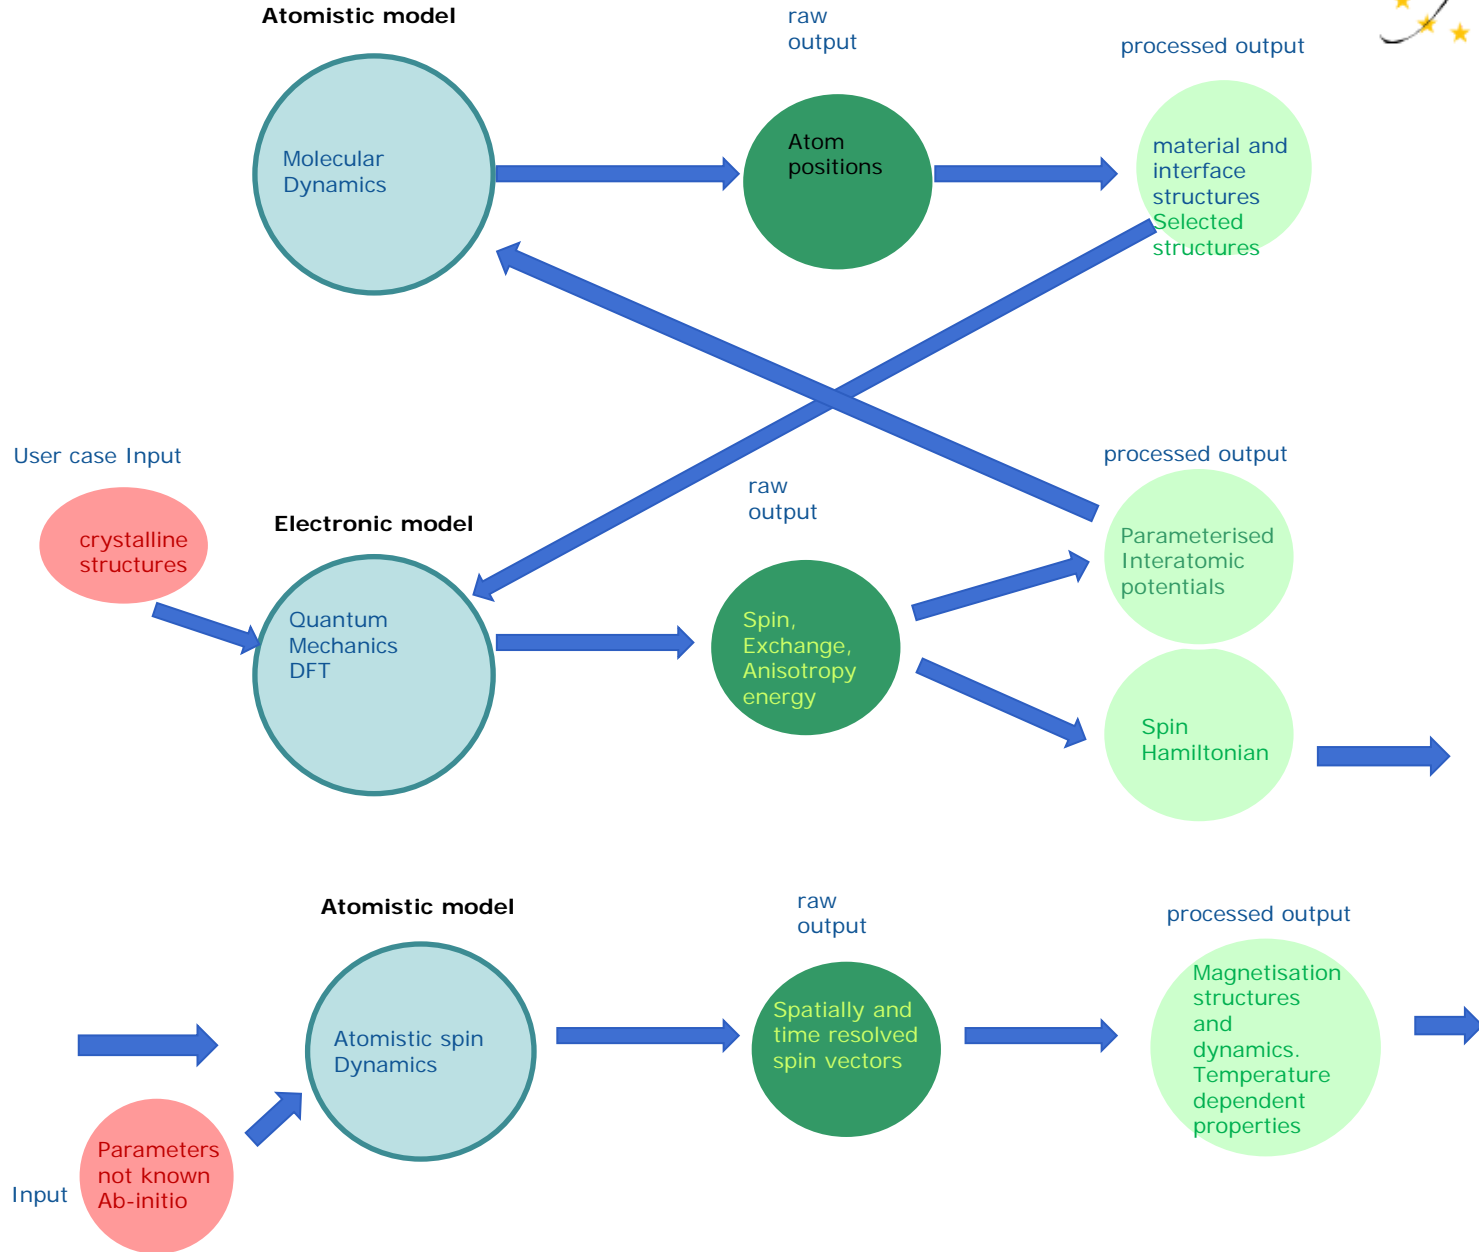 Atomistic model
raw
output
processed output
Molecular
Dynamics
Atom
positions
material and
interface
structures
Selected
structures
User case Input
crystalline
structures
Electronic model
raw
output
processed output
Quantum
Mechanics
DFT
Spin,
Exchange,
Anisotropy
energy
Parameterised
Interatomic
potentials
Spin
Hamiltonian
Atomistic model
raw
output
processed output
Atomistic spin
Dynamics
Spatially and
time resolved
spin vectors
Magnetisation
structures
and
dynamics.
Temperature
dependent
properties
Input
Parameters
not known
Ab-initio